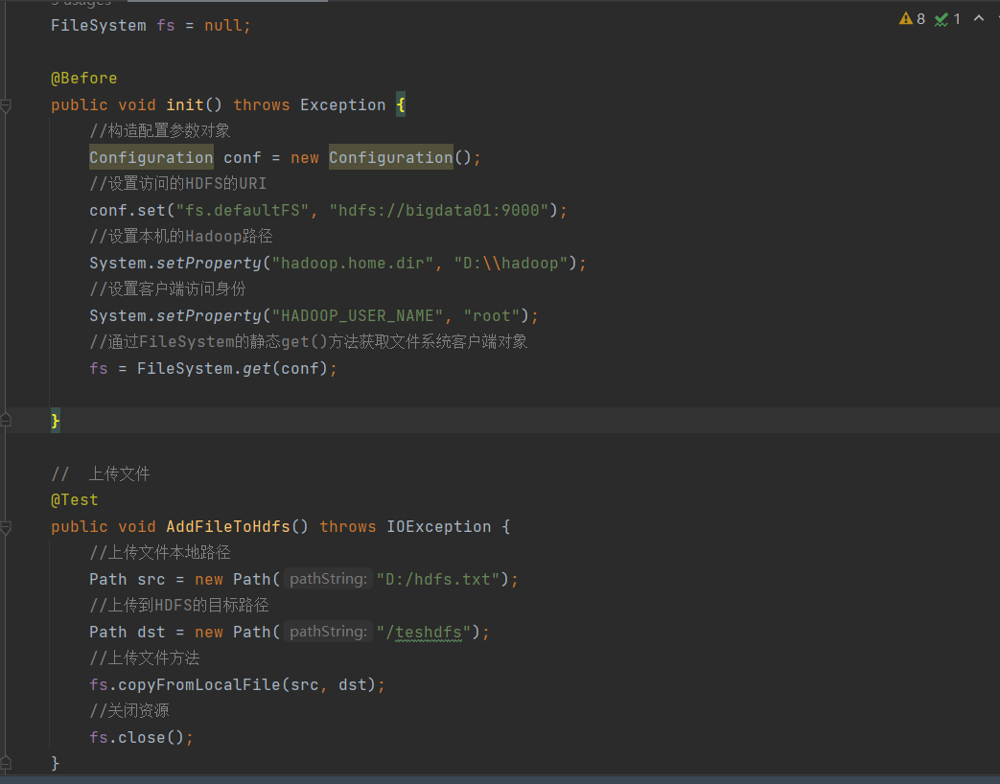 usages
FileSystem fs = null;
8 1
@Before
public void init() throws Exception {
//构造配置参数对象
Configuration conf = new Configuration();
//设置访问的HDFS的URI
conf.set("fs.defaultFS", "hdfs://bigdata01:9000");
//设置本机的Hadoop路径
System.setProperty("hadoop.home.dir", "D:\\hadoop");
//设置客户端访问身份
System.setProperty("HADOOP_USER_NAME", "root");
//通过FileSystem的静态get()方法获取文件系统客户端对象
fs = FileSystem.get(conf);
}
// 上传文件
@Test
public void AddFileToHdfs() throws IOException {
//上传文件本地路径
Path src = new Path( pathString: "D:/hdfs.txt");
//上传到HDFS的目标路径
Path dst = new Path( pathString: "/teshdfs");
//上传文件方法
fs.copyFromLocalFile(src, dst);
//关闭资源
fs.close();
}